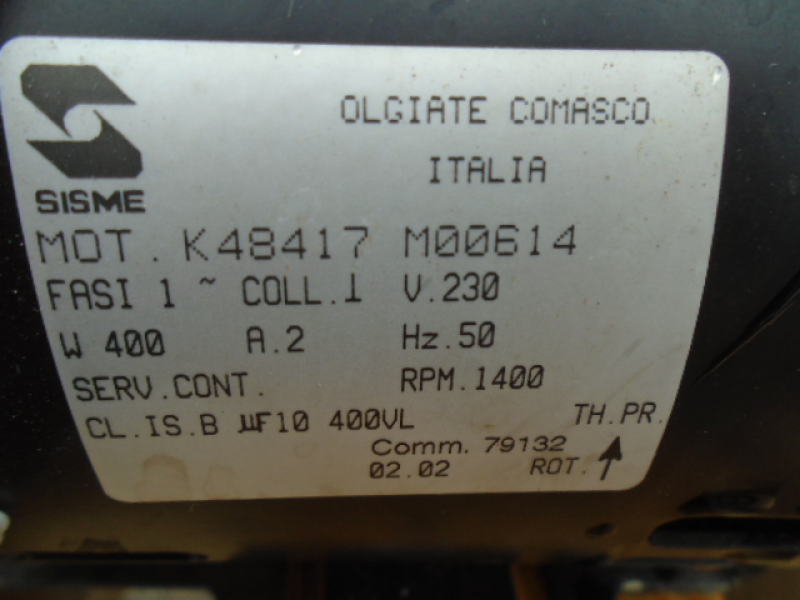 OLGIATE COMASCO
ITALIA
SISME
MOT. K48417 M00614
FASI 1 ~ COLL.⊥ V.230
W 400 A.2 Hz.50
SERV.CONT. RPM.1400
CL.IS.B µF10 400VL TH.PR.
Comm. 79132
02.02 ROT.↑